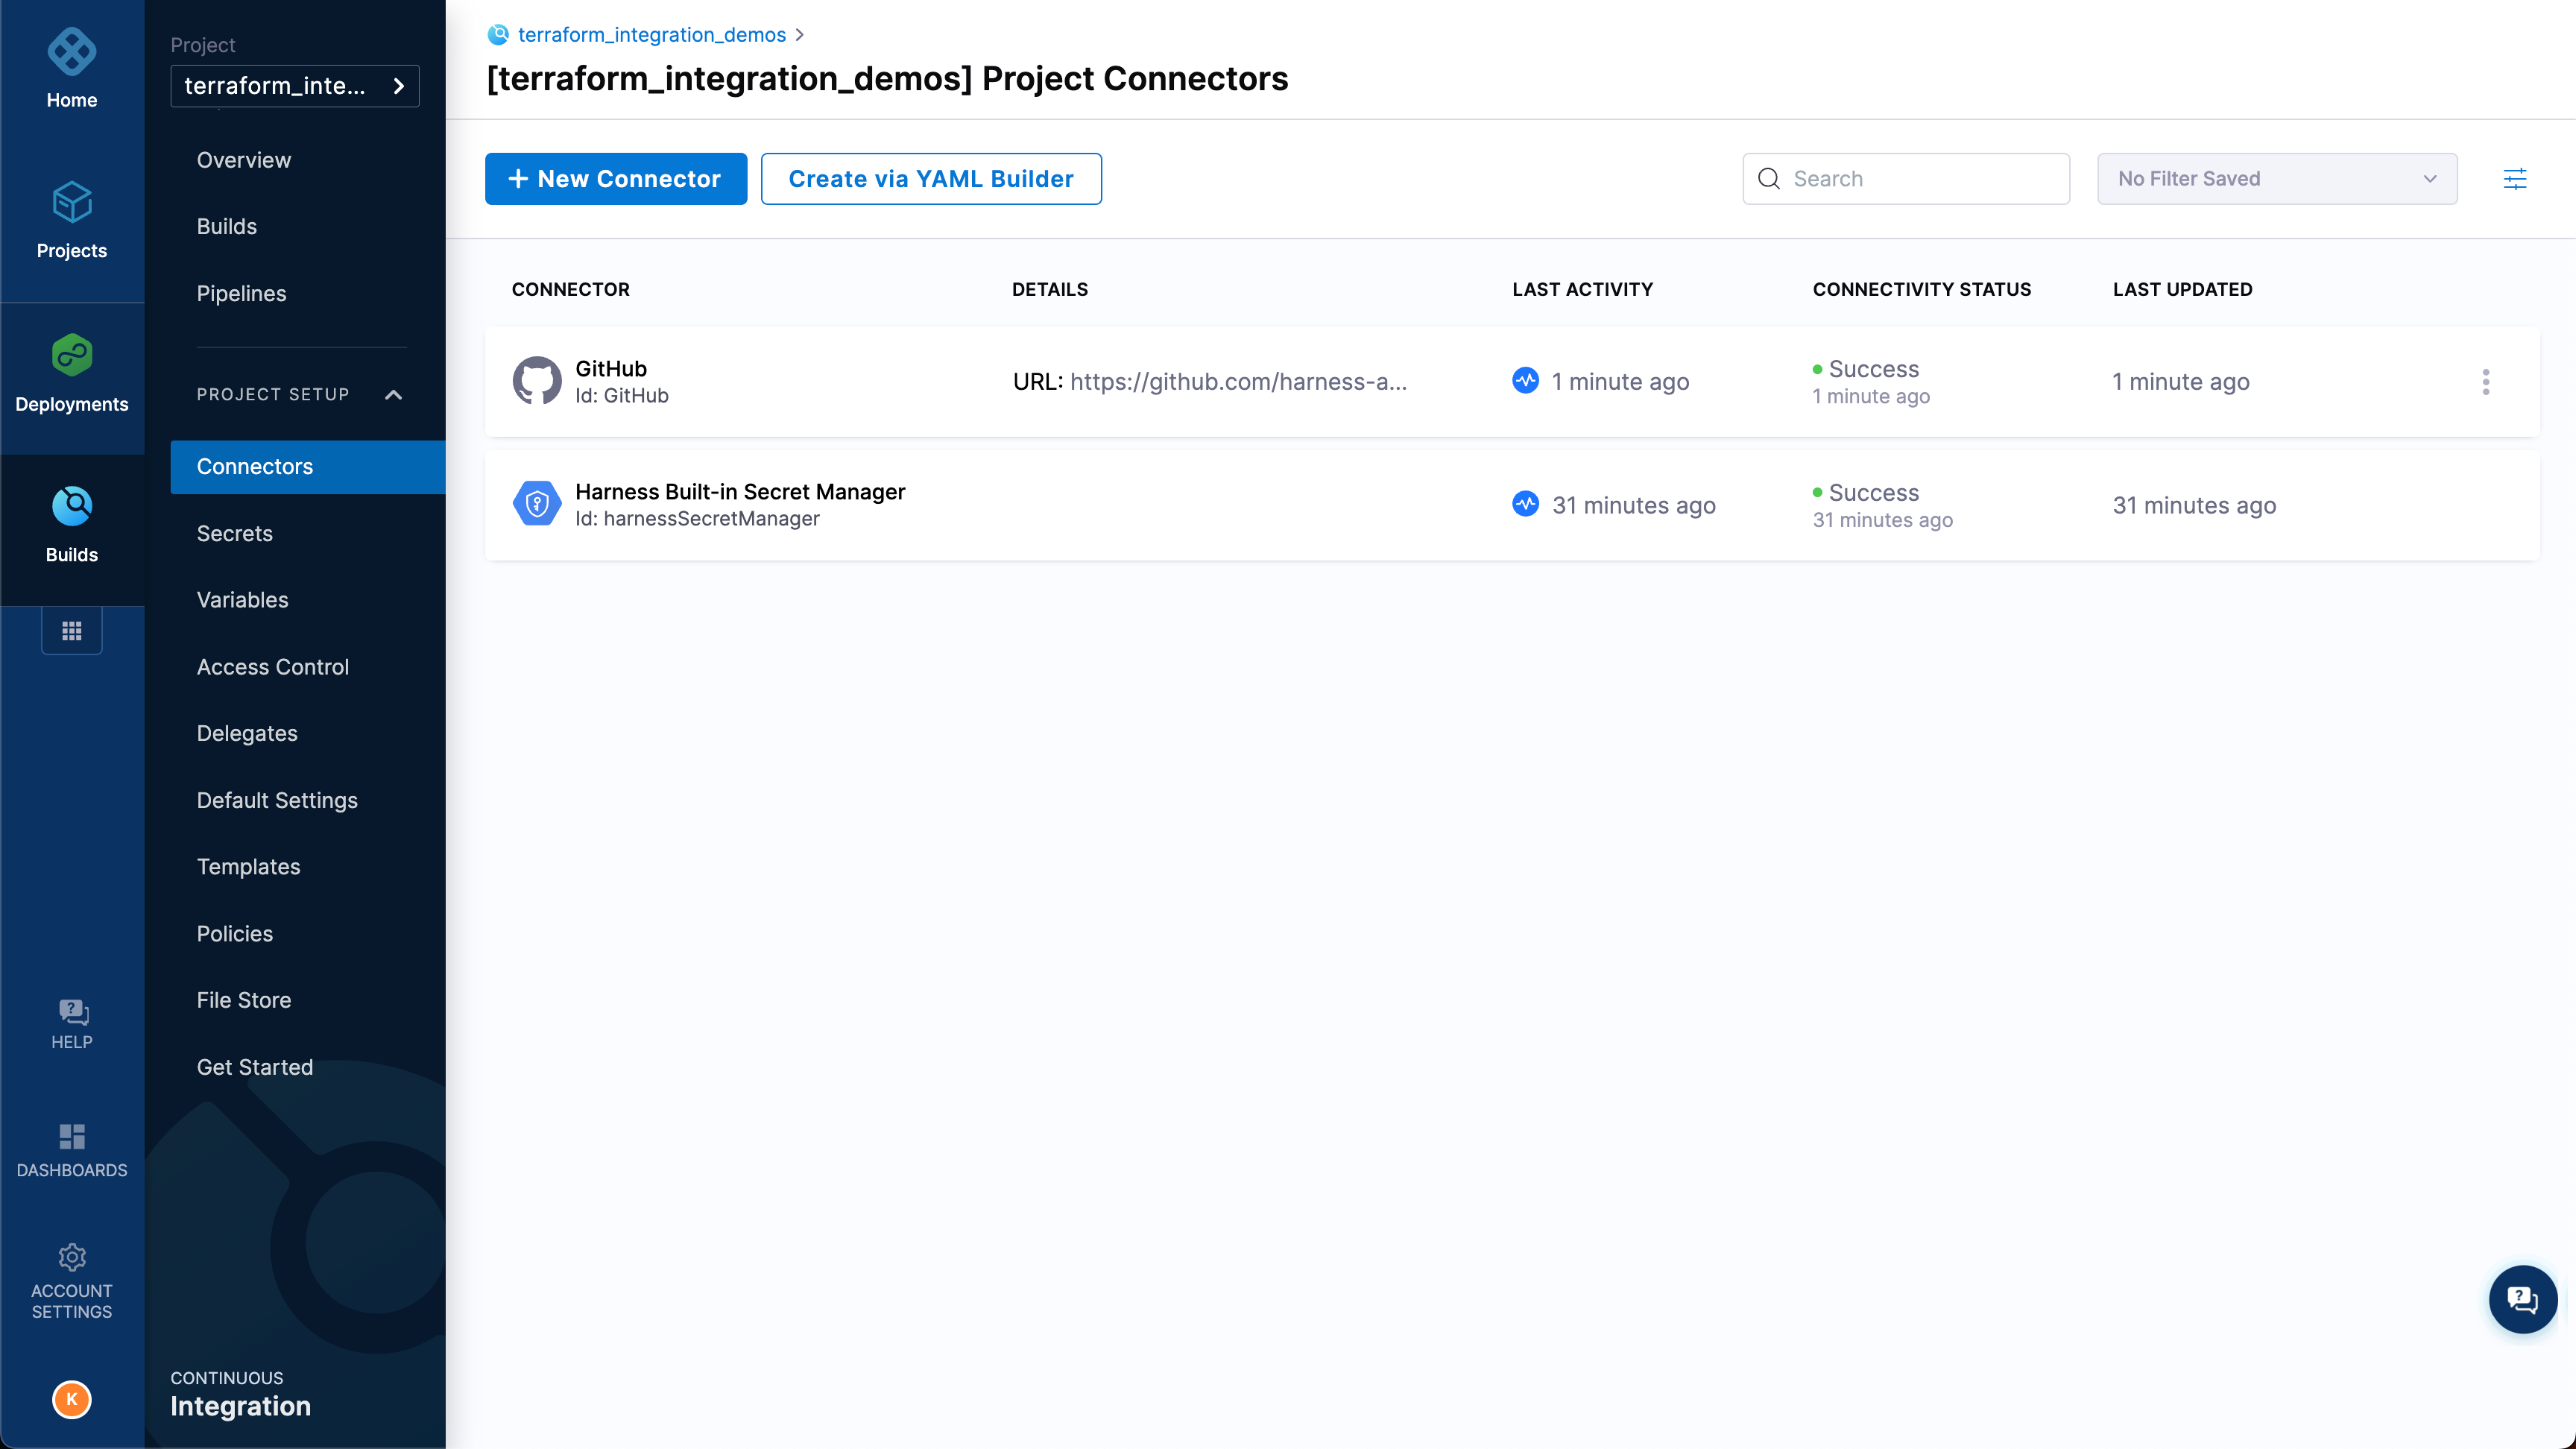 Home
Projects
Deployments
Builds
HELP
DASHBOARDS
ACCOUNT
SETTINGS
K
Project
terraform_inte...
Overview
Builds
Pipelines
PROJECT SETUP
Connectors
Secrets
Variables
Access Control
Delegates
Default Settings
Templates
Policies
File Store
Get Started
CONTINUOUS
Integration
terraform_integration_demos
[terraform_integration_demos] Project Connectors
+ New Connector
Create via YAML Builder
Search
No Filter Saved
CONNECTOR DETAILS LAST ACTIVITY CONNECTIVITY STATUS LAST UPDATED
GitHub
Id: GitHub
URL: https://github.com/harness-a...
1 minute ago
Success
1 minute ago
1 minute ago
Harness Built-in Secret Manager
Id: harnessSecretManager
31 minutes ago
Success
31 minutes ago
31 minutes ago